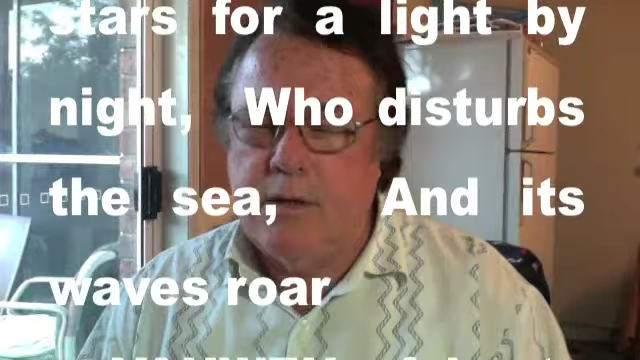 stars for a light by
night, Who disturbs
the sea, And its
waves roar